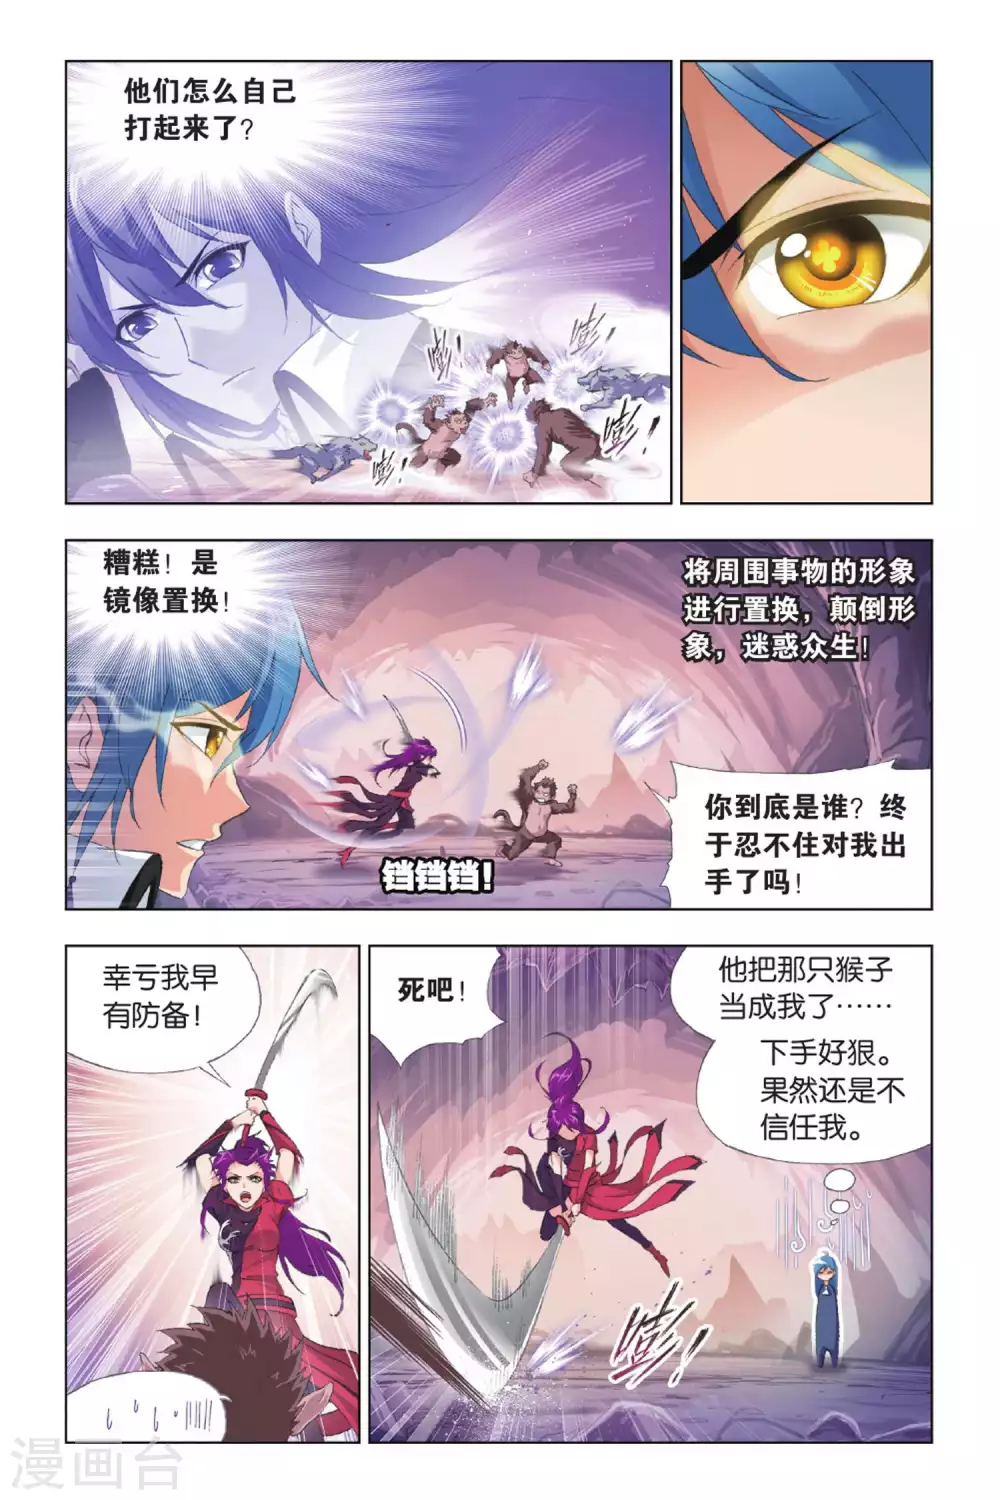 他们怎么自己
打起来了?
嘭!
嘭!
嘭!
嘭!
糟糕!是
镜像置换!
将周围事物的形象
进行置换,颠倒形
象,迷惑众生!
你到底是谁?终
于忍不住对我出
手了吗!
铛铛铛!
幸亏我早
有防备!
死吧!
他把那只猴子
当成我了……
下手好狠。
果然还是不
信任我。
嘭!
漫画台